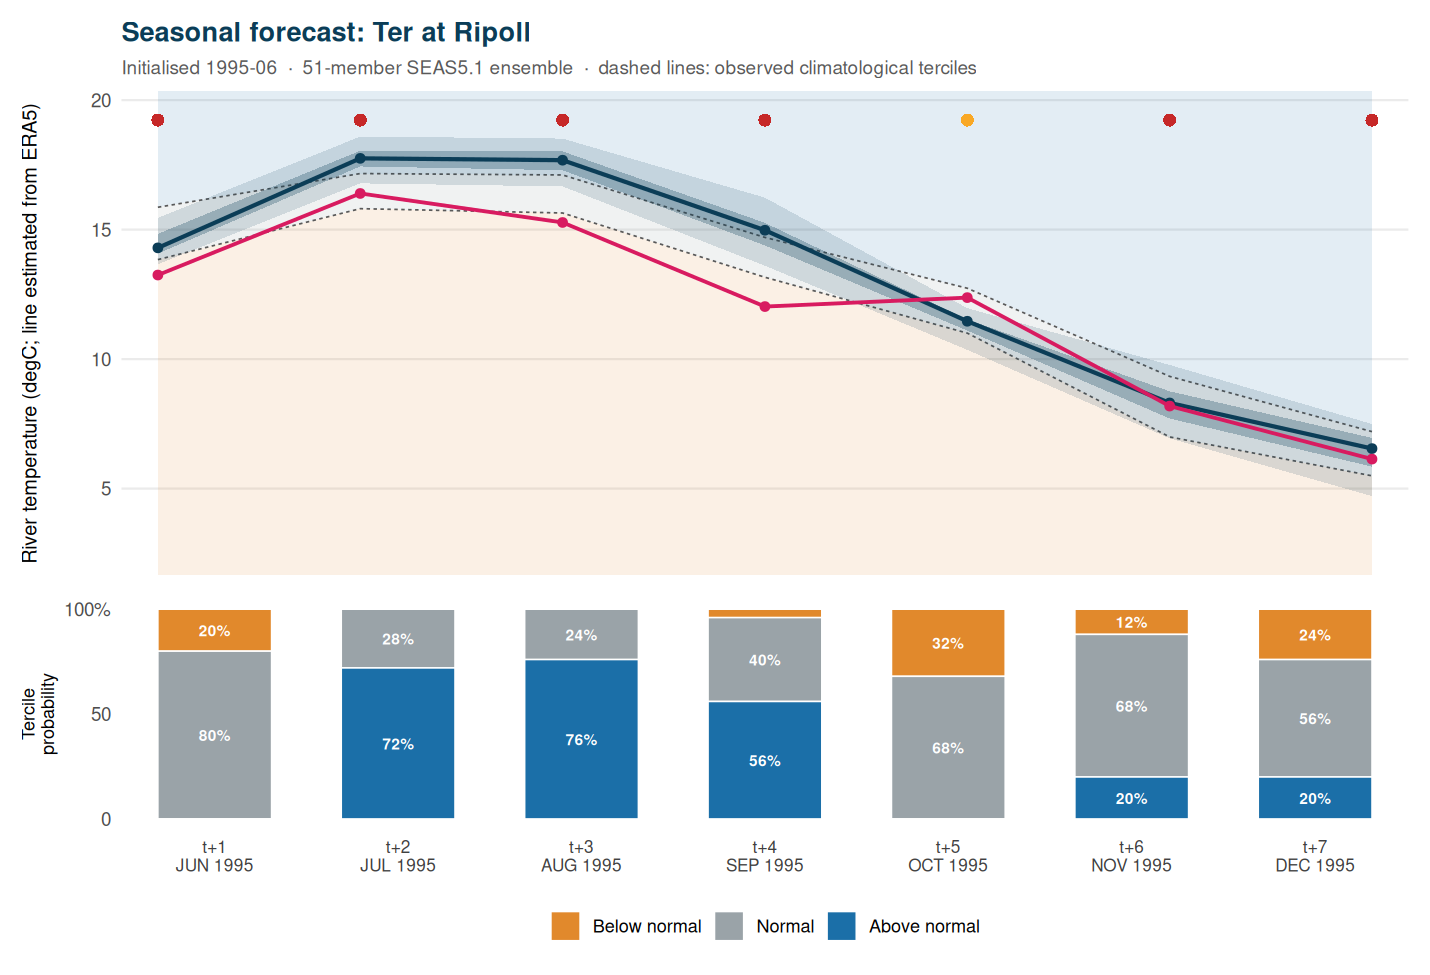 Seasonal forecast: Ter at Ripoll
Initialised 1995-06 · 51-member SEAS5.1 ensemble · dashed lines: observed climatological terciles
River temperature (degC; line estimated from ERA5)
20
15
10
5
Tercile
probability
100%
50
0
20%
80%
28%
72%
24%
76%
40%
56%
32%
68%
12%
68%
20%
24%
56%
20%
t+1
JUN 1995
t+2
JUL 1995
t+3
AUG 1995
t+4
SEP 1995
t+5
OCT 1995
t+6
NOV 1995
t+7
DEC 1995
Below normal
Normal
Above normal